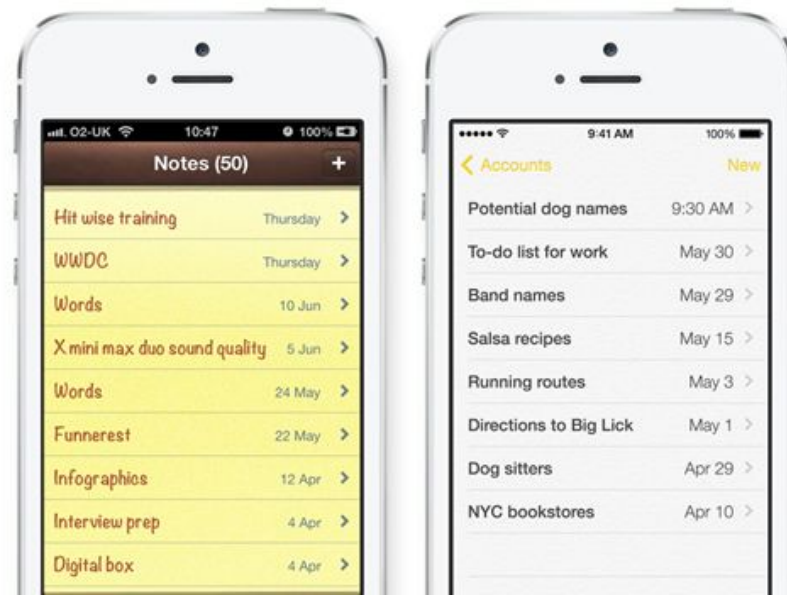 O2-UK 10:47 100%
Notes (50) +
Hit wise training Thursday
WWDC Thursday
Words 10 Jun
X mini max duo sound quality 5 Jun
Words 24 May
Funnerest 22 May
Infographics 12 Apr
Interview prep 4 Apr
Digital box 4 Apr
9:41 AM 100%
Accounts New
Potential dog names 9:30 AM
To-do list for work May 30
Band names May 29
Salsa recipes May 15
Running routes May 3
Directions to Big Lick May 1
Dog sitters Apr 29
NYC bookstores Apr 10